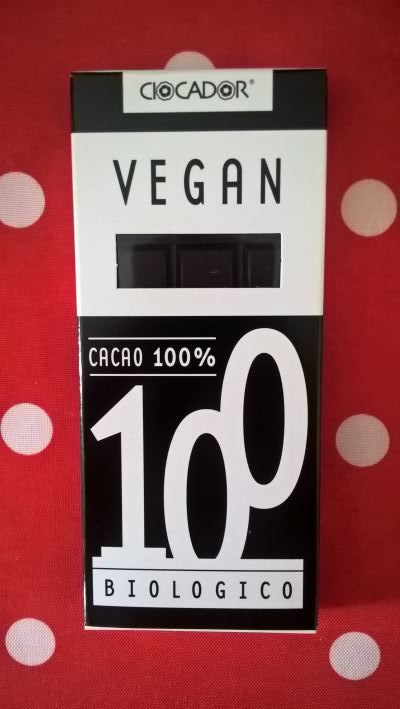 CIOCADOR®
VEGAN
CACAO 100%
100
BIOLOGICO